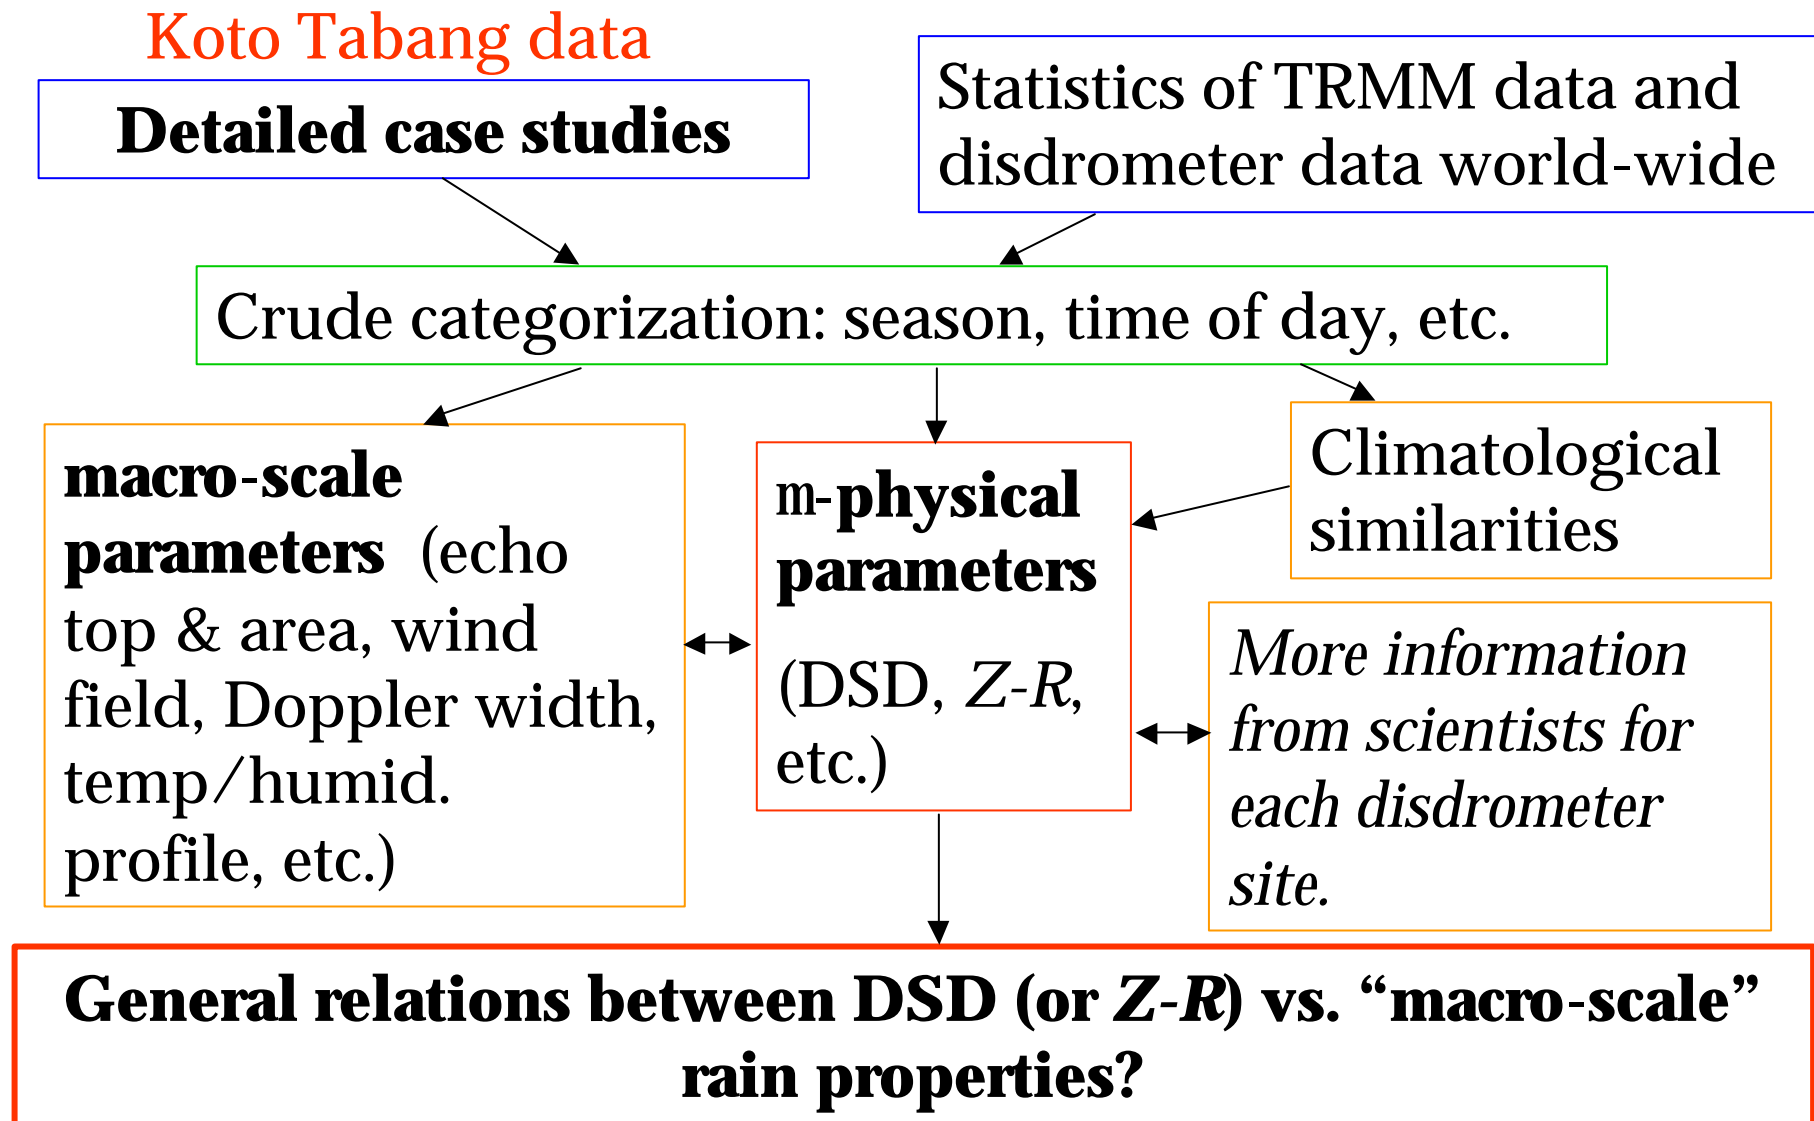 Koto Tabang data
Detailed case studies
Statistics of TRMM data and
disdrometer data world-wide
Crude categorization: season, time of day, etc.
macro-scale
parameters (echo
top & area, wind
field, Doppler width,
temp/humid.
profile, etc.)
m-physical
parameters
(DSD, Z-R,
etc.)
Climatological
similarities
More information
from scientists for
each disdrometer
site.
General relations between DSD (or Z-R) vs. “macro-scale”
rain properties?